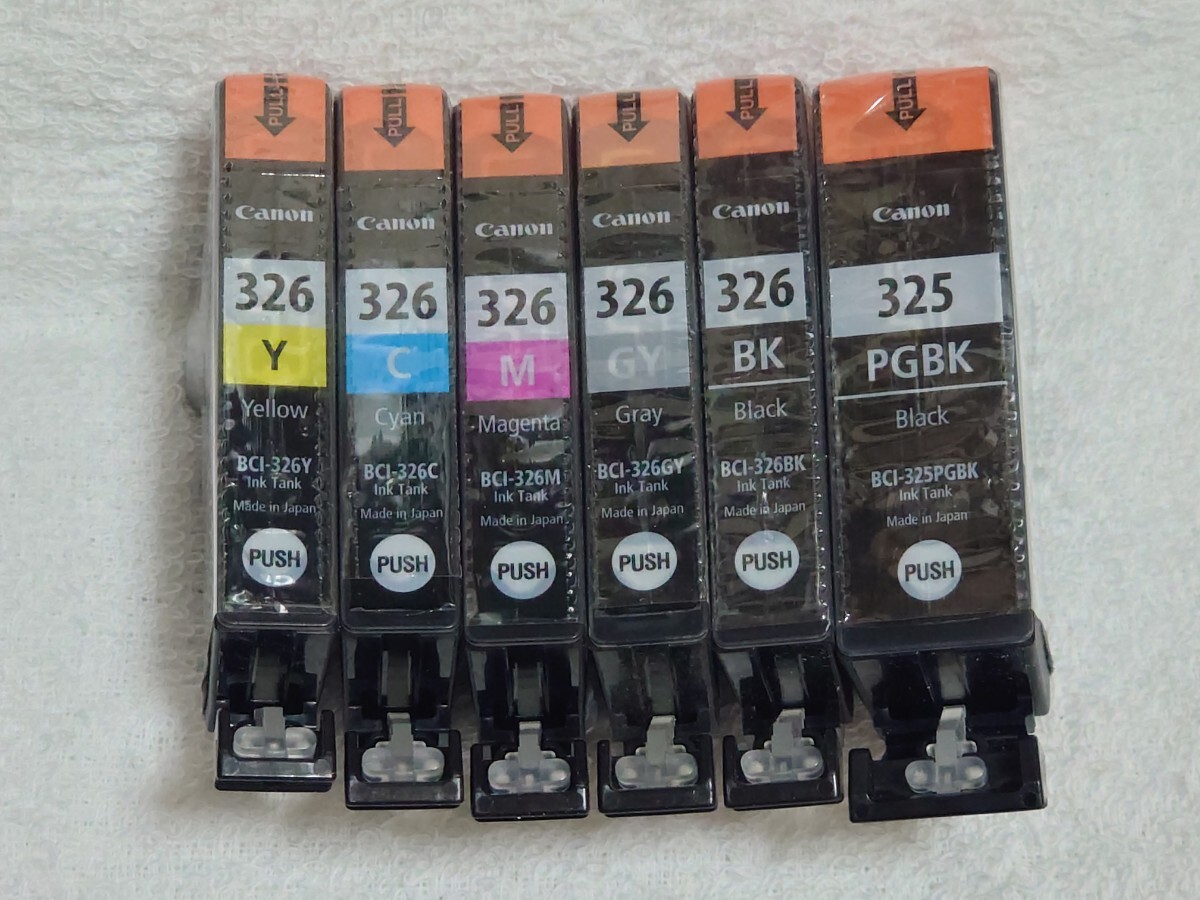 PULL
Canon
326
Y
Yellow
BCI-326Y
Ink Tank
Made in Japan
PUSH
PULL
Canon
326
C
Cyan
BCI-326C
Ink Tank
Made in Japan
PUSH
PULL
Canon
326
M
Magenta
BCI-326M
Ink Tank
Made in Japan
PUSH
PULL
Canon
326
GY
Gray
BCI-326GY
Ink Tank
Made in Japan
PUSH
PULL
Canon
326
BK
Black
BCI-326BK
Ink Tank
Made in Japan
PUSH
PULL
Canon
325
PGBK
Black
BCI-325PGBK
Ink Tank
Made in Japan
PUSH